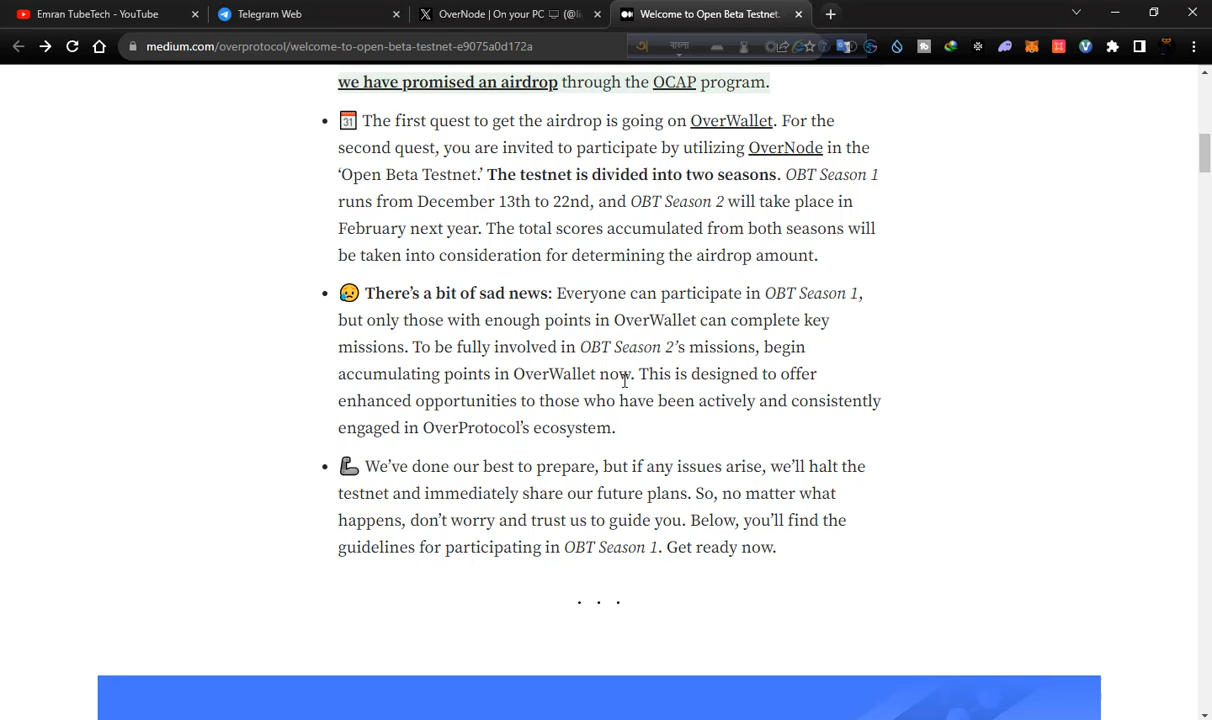 Emran TubeTech - YouTube
Telegram Web
OverNode | On your PC 🖥️ (@li
Welcome to Open Beta Testnet.
medium.com/overprotocol/welcome-to-open-beta-testnet-e9075a0d172a
we have promised an airdrop through the OCAP program.
• 📅 The first quest to get the airdrop is going on OverWallet. For the
second quest, you are invited to participate by utilizing OverNode in the
‘Open Beta Testnet.’ The testnet is divided into two seasons. OBT Season 1
runs from December 13th to 22nd, and OBT Season 2 will take place in
February next year. The total scores accumulated from both seasons will
be taken into consideration for determining the airdrop amount.
• 😥 There’s a bit of sad news: Everyone can participate in OBT Season 1,
but only those with enough points in OverWallet can complete key
missions. To be fully involved in OBT Season 2’s missions, begin
accumulating points in OverWallet now. This is designed to offer
enhanced opportunities to those who have been actively and consistently
engaged in OverProtocol’s ecosystem.
• 🦾 We’ve done our best to prepare, but if any issues arise, we’ll halt the
testnet and immediately share our future plans. So, no matter what
happens, don’t worry and trust us to guide you. Below, you’ll find the
guidelines for participating in OBT Season 1. Get ready now.
. . .